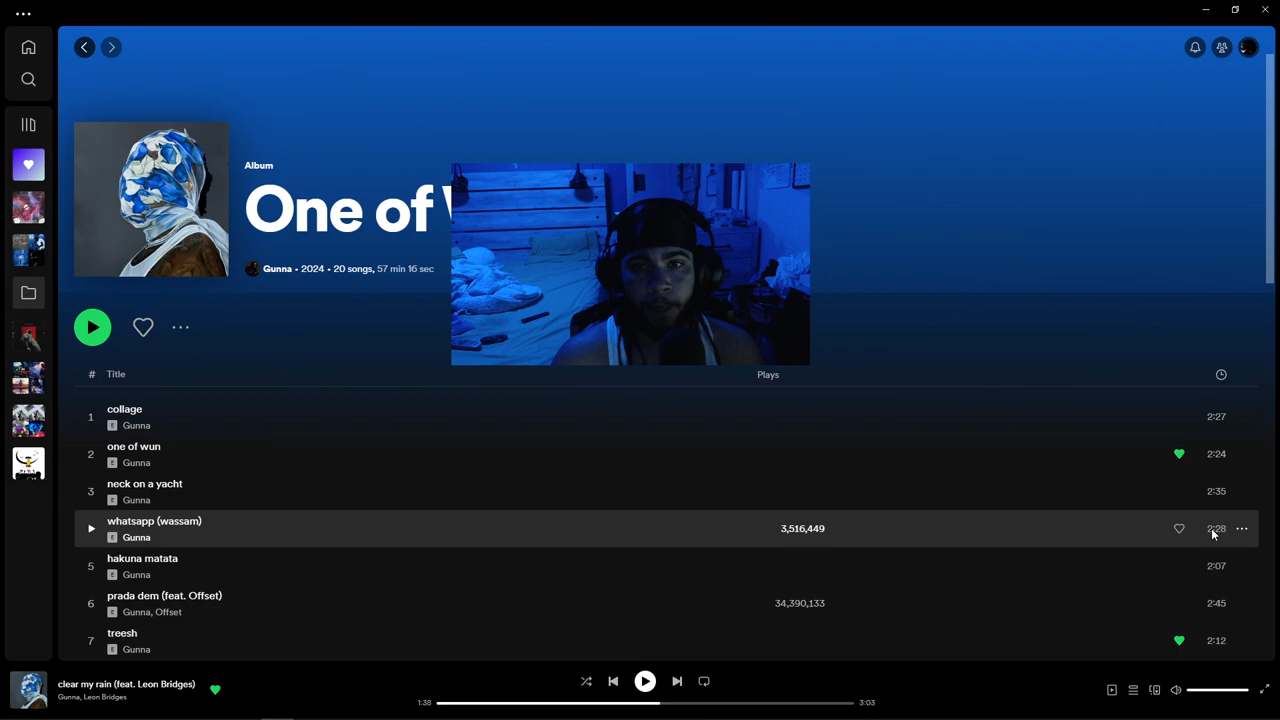 Album
One of
Gunna • 2024 • 20 songs, 57 min 16 sec
# Title Plays
1 collage 2:27
E Gunna
2 one of wun 2:24
E Gunna
3 neck on a yacht 2:35
E Gunna
whatsapp (wassam) 3,516,449 2:28
E Gunna
5 hakuna matata 2:07
E Gunna
6 prada dem (feat. Offset) 34,390,133 2:45
E Gunna, Offset
7 treesh 2:12
E Gunna
clear my rain (feat. Leon Bridges)
Gunna, Leon Bridges
1:38 3:03